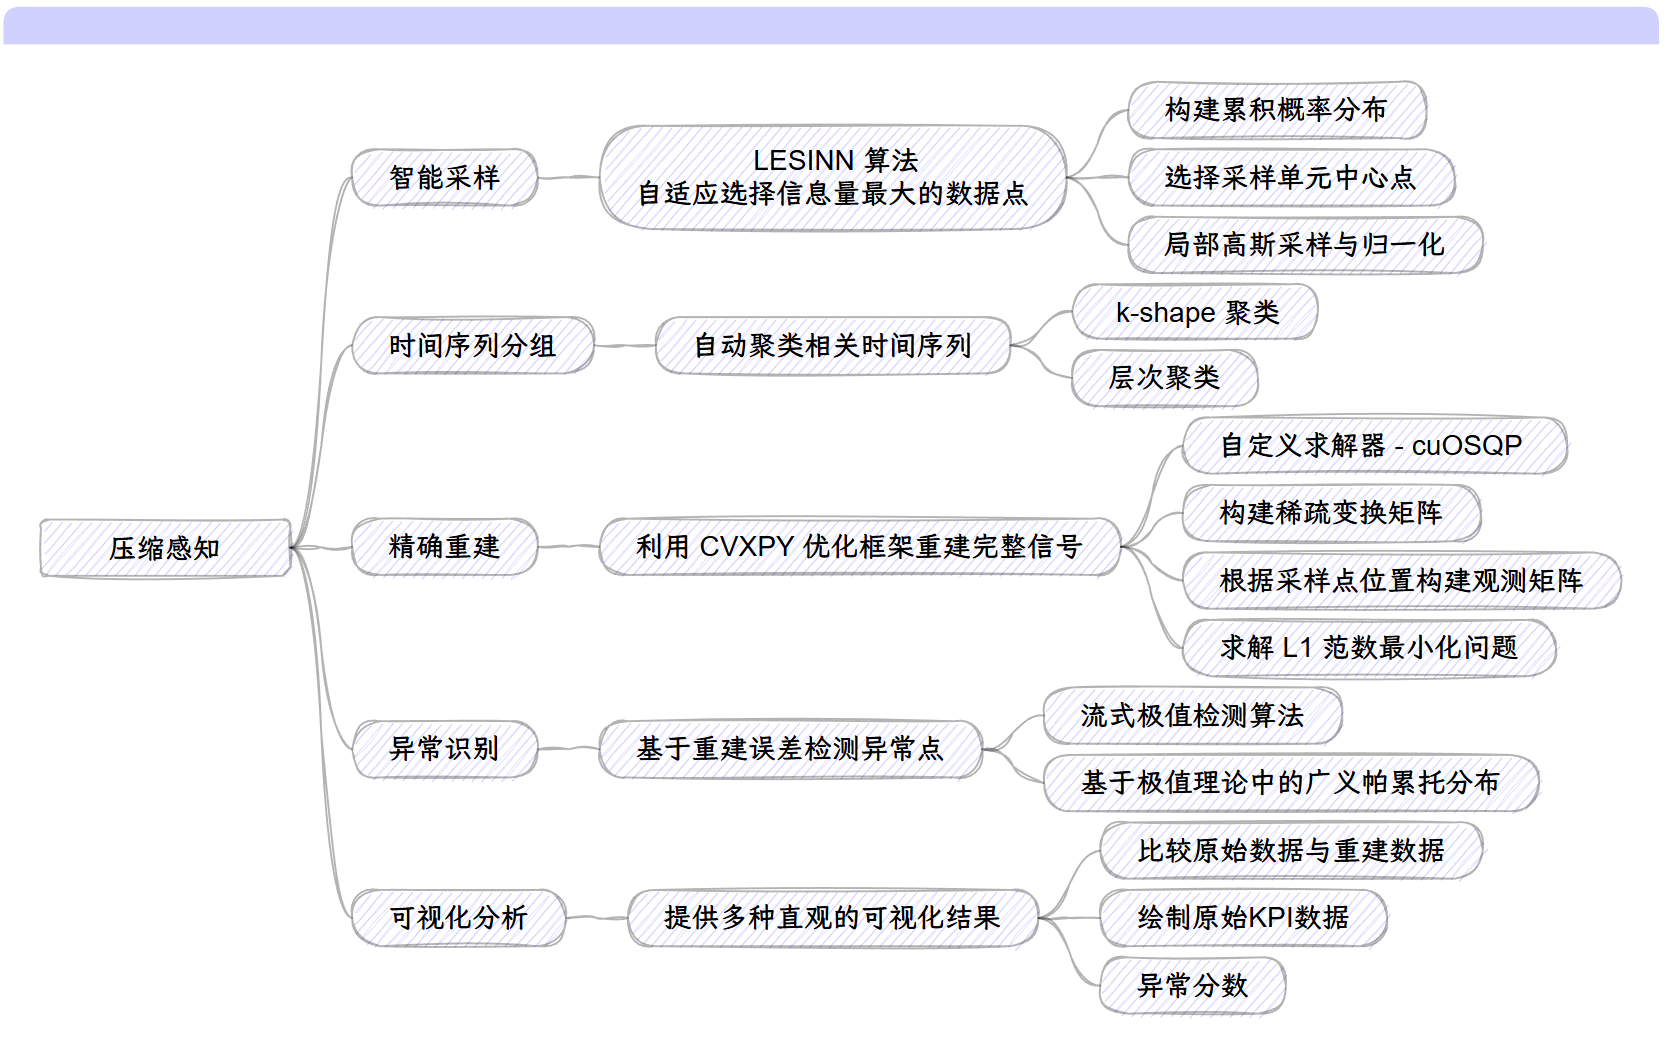 压缩感知
智能采样
LESINN 算法
自适应选择信息量最大的数据点
构建累积概率分布
选择采样单元中心点
局部高斯采样与归一化
时间序列分组
自动聚类相关时间序列
k-shape 聚类
层次聚类
精确重建
利用 CVXPY 优化框架重建完整信号
自定义求解器 - cuOSQP
构建稀疏变换矩阵
根据采样点位置构建观测矩阵
求解 L1 范数最小化问题
异常识别
基于重建误差检测异常点
流式极值检测算法
基于极值理论中的广义帕累托分布
可视化分析
提供多种直观的可视化结果
比较原始数据与重建数据
绘制原始KPI数据
异常分数